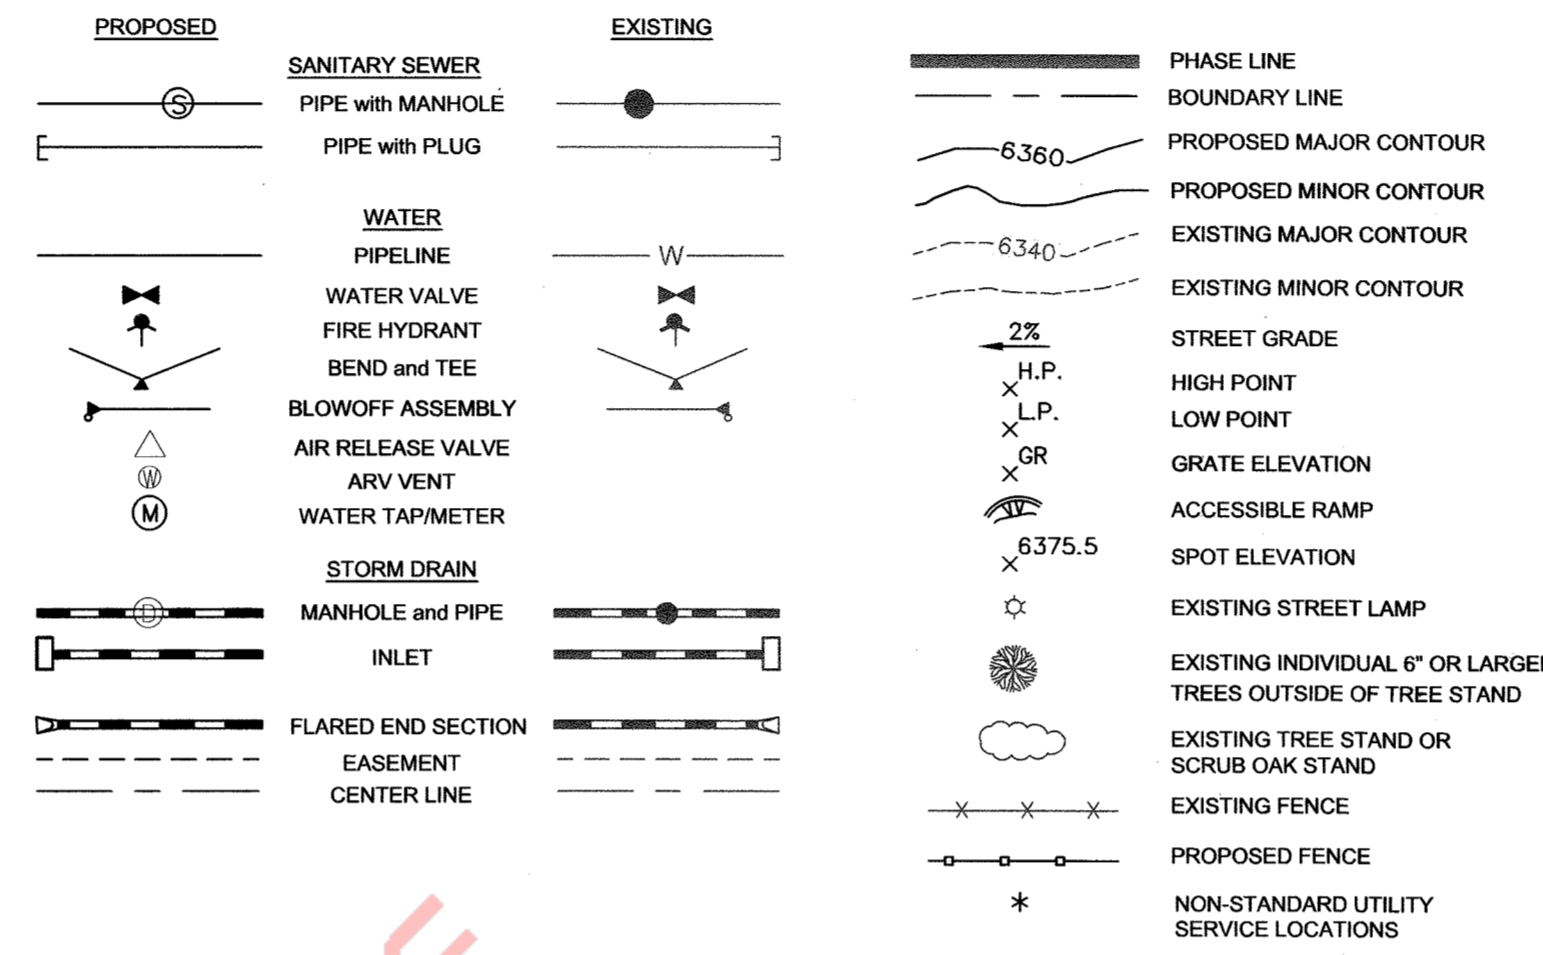 PROPOSED
EXISTING
SANITARY SEWER
S
PIPE with MANHOLE
PIPE with PLUG
WATER
PIPELINE
W
WATER VALVE
FIRE HYDRANT
BEND and TEE
BLOWOFF ASSEMBLY
AIR RELEASE VALVE
W
ARV VENT
M
WATER TAP/METER
STORM DRAIN
D
MANHOLE and PIPE
INLET
FLARED END SECTION
EASEMENT
CENTER LINE
PHASE LINE
BOUNDARY LINE
6360
PROPOSED MAJOR CONTOUR
PROPOSED MINOR CONTOUR
6340
EXISTING MAJOR CONTOUR
EXISTING MINOR CONTOUR
2%
STREET GRADE
H.P.
HIGH POINT
L.P.
LOW POINT
GR
GRATE ELEVATION
ACCESSIBLE RAMP
6375.5
SPOT ELEVATION
EXISTING STREET LAMP
EXISTING INDIVIDUAL 6" OR LARGER
TREES OUTSIDE OF TREE STAND
EXISTING TREE STAND OR
SCRUB OAK STAND
EXISTING FENCE
PROPOSED FENCE
*
NON-STANDARD UTILITY
SERVICE LOCATIONS